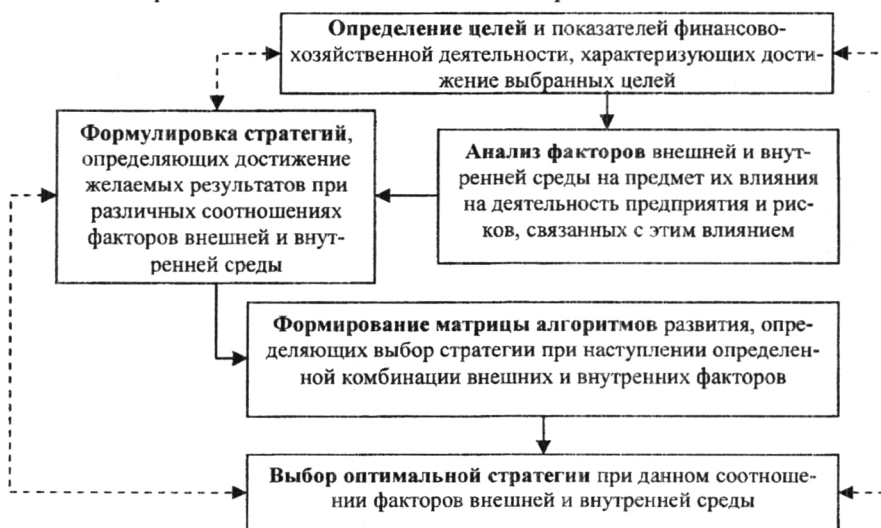 Определение целей и показателей финансово-
хозяйственной деятельности, характеризующих дости-
жение выбранных целей
Формулировка стратегий,
определяющих достижение
желаемых результатов при
различных соотношениях
факторов внешней и внут-
ренней среды
Анализ факторов внешней и внут-
ренней среды на предмет их влияния
на деятельность предприятия и рис-
ков, связанных с этим влиянием
Формирование матрицы алгоритмов развития, опре-
деляющих выбор стратегии при наступлении определен-
ной комбинации внешних и внутренних факторов
Выбор оптимальной стратегии при данном соотноше-
нии факторов внешней и внутренней среды